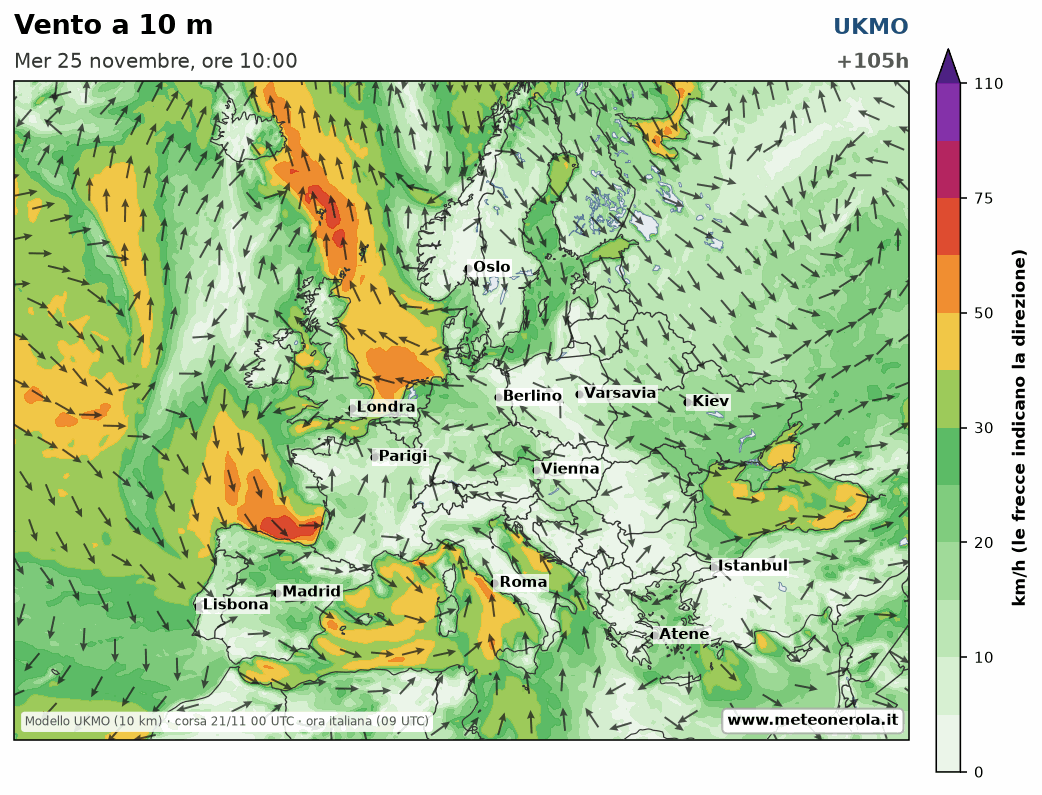 Vento a 10 m
UKMO
Mer 25 novembre, ore 10:00
+105h
110
75
50
30
20
10
0
km/h (le frecce indicano la direzione)
Oslo
Londra
Berlino
Varsavia
Kiev
Parigi
Vienna
Istanbul
Roma
Madrid
Lisbona
Atene
Modello UKMO (10 km) · corsa 21/11 00 UTC · ora italiana (09 UTC)
www.meteonerola.it